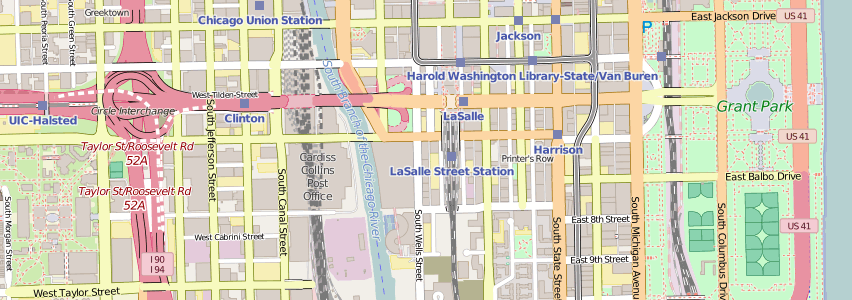 Greektown
Chicago Union Station
East Jackson Drive
US 41
South Peoria Street
South Green Street
Jackson
P
Harold Washington Library-State/Van Buren
West Tilden Street
Circle Interchange
UIC-Halsted
Clinton
LaSalle
Grant Park
South Branch of the Chicago River
South Jefferson Street
US 41
Taylor St/Roosevelt Rd
52A
Harrison
Printer's Row
Cardiss
Collins
Post
Office
LaSalle Street Station
East Balbo Drive
Taylor St/Roosevelt Rd
52A
South Canal Street
South Morgan Street
South Wells Street
South State Street
South Michigan Avenu
South Columbus Driv
East 8th Street
US 41
West Cabrini Street
I 90
I 94
East 9th Street
West Taylor Street